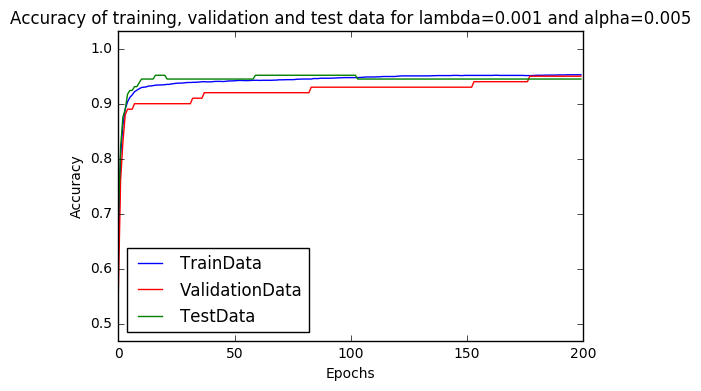 Accuracy of training, validation and test data for lambda=0.001 and alpha=0.005
1.0
0.9
0.8
0.7
0.6
0.5
Accuracy
TrainData
ValidationData
TestData
0
50
100
150
200
Epochs